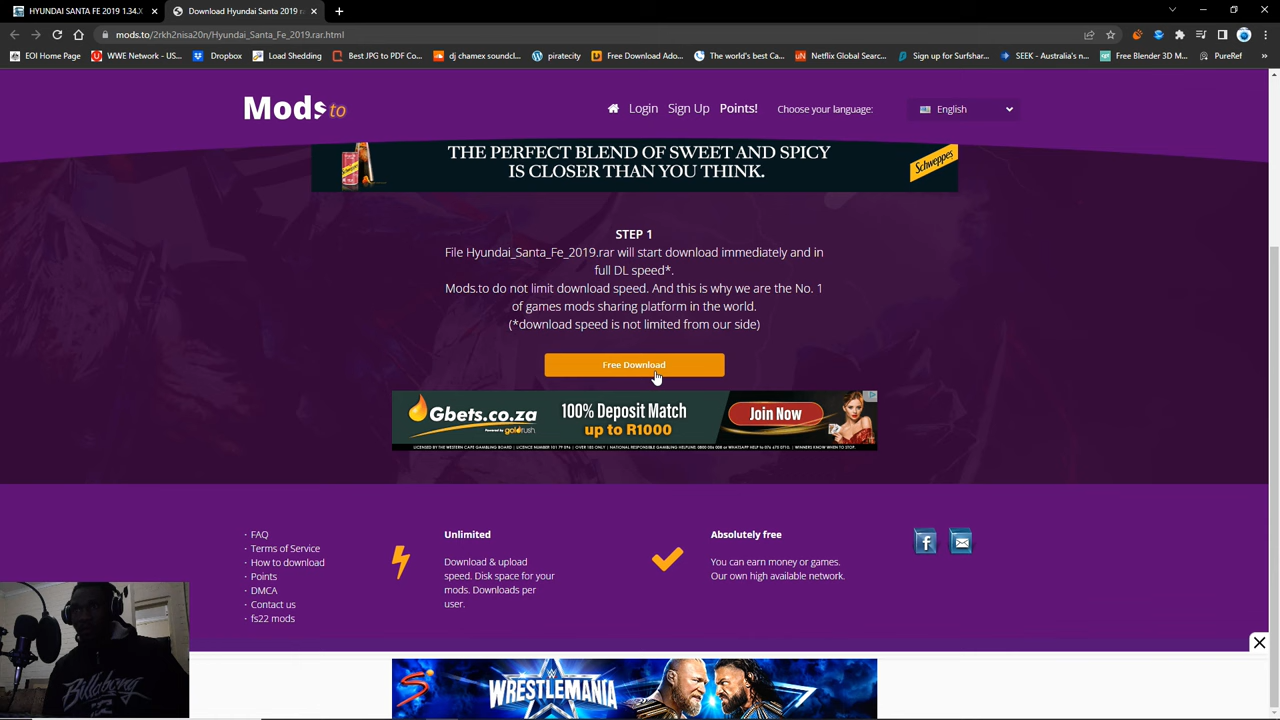 HYUNDAI SANTA FE 2019 1.34.X
Download Hyundai Santa 2019 r
mods.to/2rkh2nisa20n/Hyundai_Santa_Fe_2019.rar.html
EOI Home Page
WWE Network - US...
Dropbox
Load Shedding
Best JPG to PDF Co...
dj chamex soundcl...
piratecity
Free Download Ado...
The world's best Ca...
Netflix Global Sear...
Sign up for Surfshar...
SEEK - Australia's n...
Free Blender 3D M...
PureRef
Mods to
Login
Sign Up
Points!
Choose your language:
English
THE PERFECT BLEND OF SWEET AND SPICY
IS CLOSER THAN YOU THINK.
Schweppes
STEP 1
File Hyundai_Santa_Fe_2019.rar will start download immediately and in
full DL speed*.
Mods.to do not limit download speed. And this is why we are the No. 1
of games mods sharing platform in the world.
(*download speed is not limited from our side)
Free Download
Gbets.co.za
Powered by goldrush
100% Deposit Match
up to R1000
Join Now
FAQ
Terms of Service
How to download
Points
DMCA
Contact us
fs22 mods
Unlimited
Download & upload
speed. Disk space for your
mods. Downloads per
user.
Absolutely free
You can earn money or games.
Our own high available network.
Billabong
WRESTLEMANIA